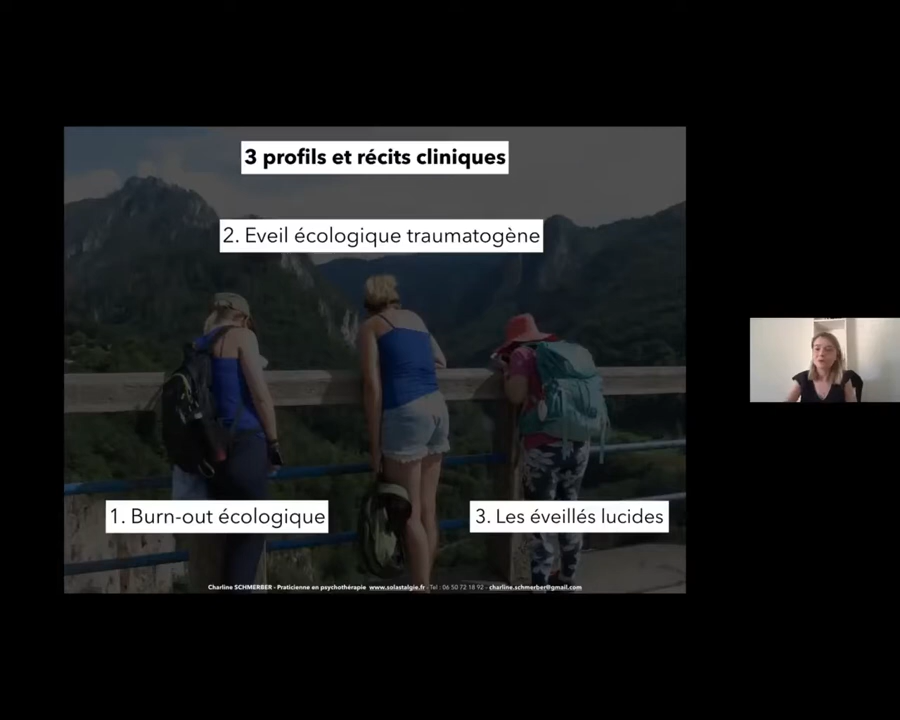 3 profils et récits cliniques
2. Eveil écologique traumatogène
1. Burn-out écologique
3. Les éveillés lucides
Charline SCHMERBER - Praticienne en psychothérapie www.solastalgie.fr - Tel : 06 50 72 18 92 - charline.schmerber@gmail.com